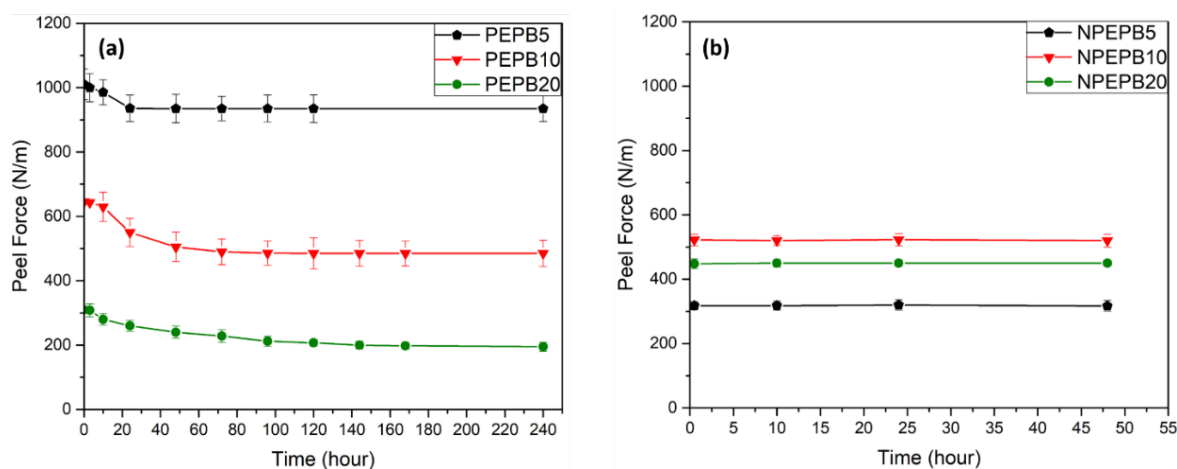 (a)
PEPB5
PEPB10
PEPB20
1200
1000
800
600
400
200
0
Peel Force (N/m)
0 20 40 60 80 100 120 140 160 180 200 220 240
Time (hour)
(b)
NPEPB5
NPEPB10
NPEPB20
1200
1000
800
600
400
200
0
Peel Force (N/m)
0 5 10 15 20 25 30 35 40 45 50 55
Time (hour)